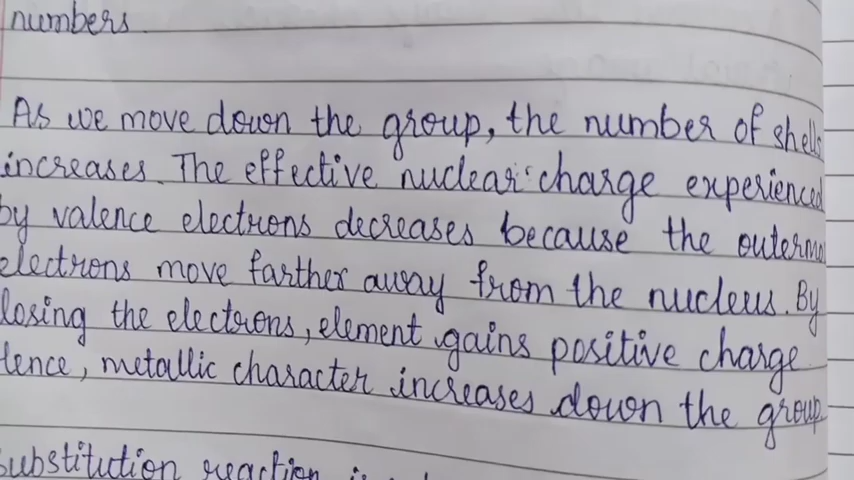 numbers
As we move down the group, the number of shells
increases. The effective nuclear charge experienced
by valence electrons decreases because the outermo
electrons move farther away from the nucleus. By
losing the electrons, element gains positive charge
Hence, metallic character increases down the group
substitution reaction is